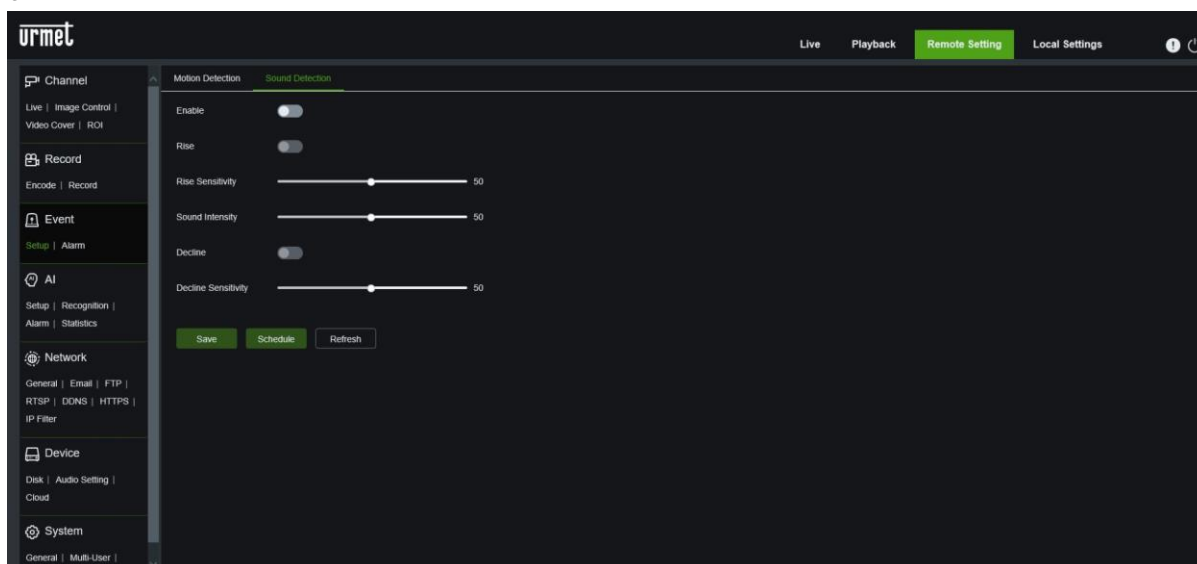 urmet
Live Playback Remote Setting Local Settings
Channel
Live | Image Control |
Video Cover | ROI
Record
Encode | Record
Event
Setup | Alarm
AI
Setup | Recognition |
Alarm | Statistics
Network
General | Email | FTP |
RTSP | DDNS | HTTPS |
IP Filter
Device
Disk | Audio Setting |
Cloud
System
General | Multi-User |
Motion Detection Sound Detection
Enable
Rise
Rise Sensitivity 50
Sound Intensity 50
Decline
Decline Sensitivity 50
Save Schedule Refresh